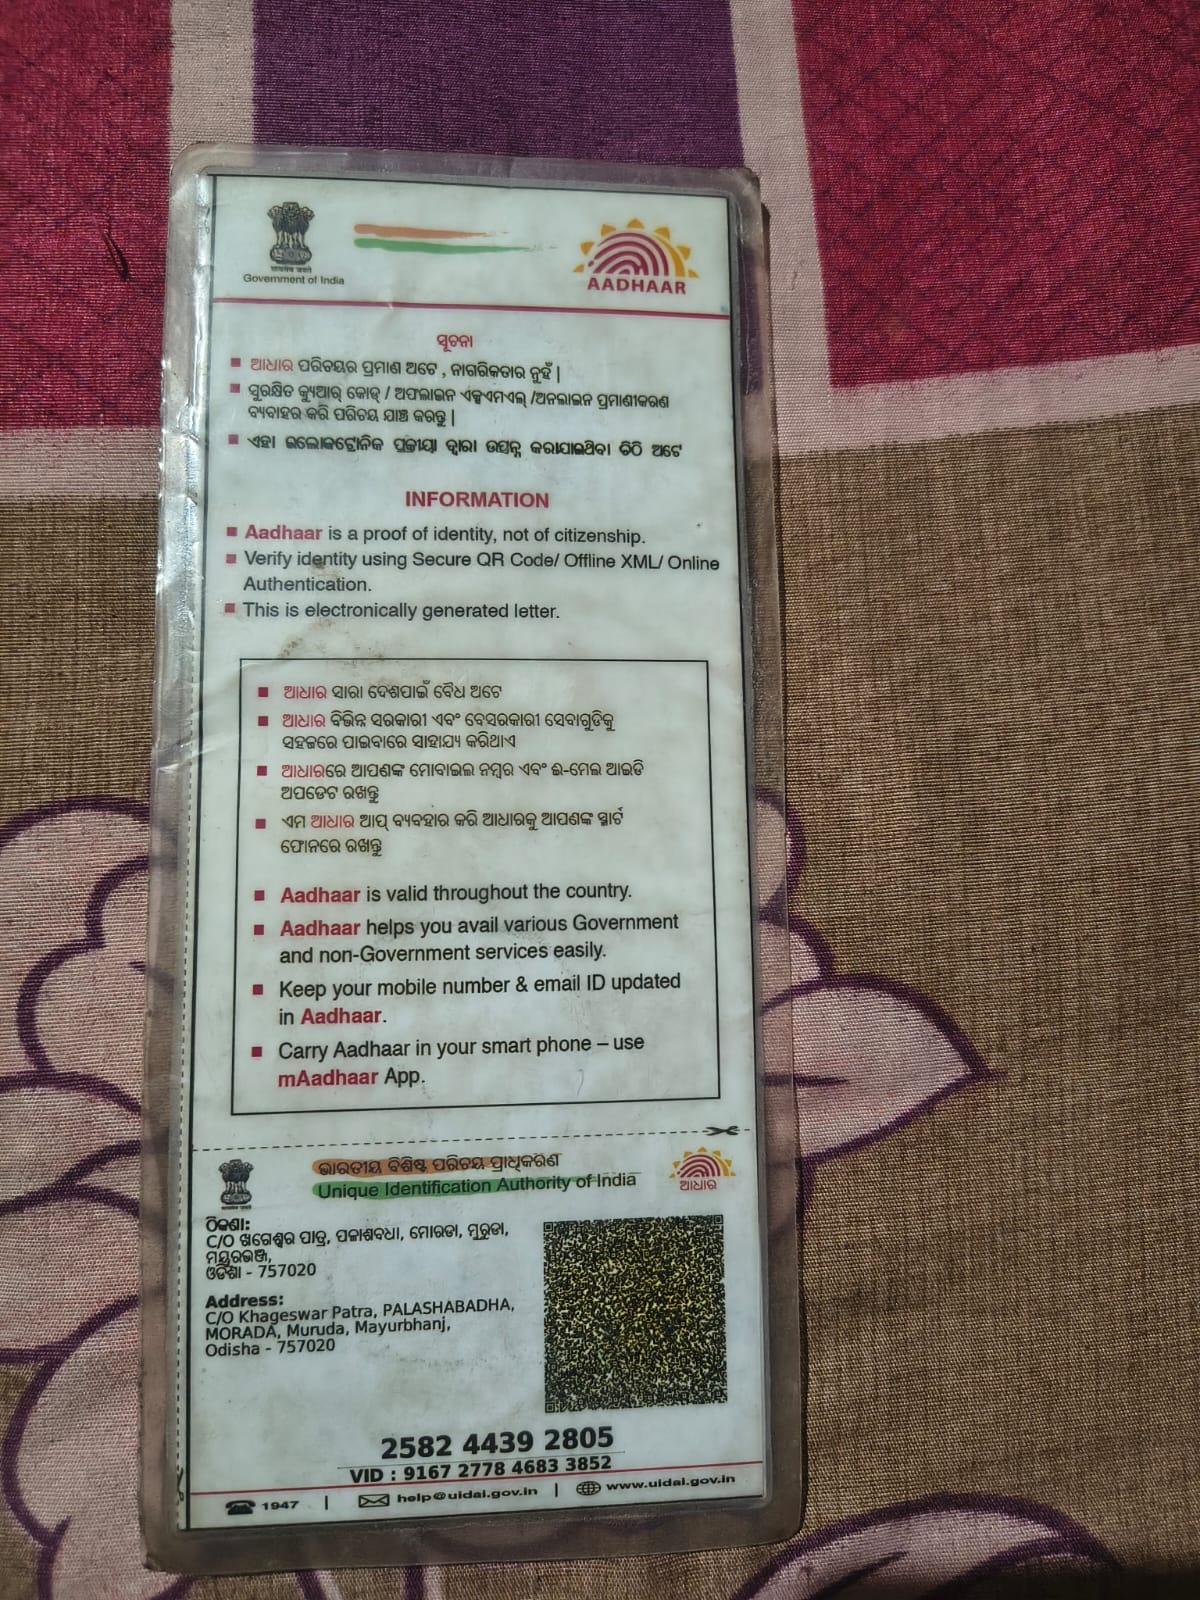 Government of India
AADHAAR
ସୂଚନା
ଆଧାର ପରିଚୟର ପ୍ରମାଣ ଅଟେ , ନାଗରିକତାର ନୁହଁ |
ସୁରକ୍ଷିତ କ୍ୟୁଆର୍ କୋଡ୍ / ଅଫଲାଇନ ଏକ୍ସଏମଏଲ୍ /ଅନଲାଇନ ପ୍ରମାଣୀକରଣ
ବ୍ୟବାହର କରି ପରିଚୟ ଯାଞ୍ଚ କରନ୍ତୁ |
ଏହା ଇଲୋକଟ୍ରୋନିକ ପ୍ରକ୍ରୀୟା ଦ୍ୱାରା ଉତ୍ପନ୍ନ କରାଯାଇଥିବା ଚିଠି ଅଟେ
INFORMATION
Aadhaar is a proof of identity, not of citizenship.
Verify identity using Secure QR Code/ Offline XML/ Online
Authentication.
This is electronically generated letter.
ଆଧାର ସାରା ଦେଶପାଇଁ ବୈଧ ଅଟେ
ଆଧାର ବିଭିନ୍ନ ସରକାରୀ ଏବଂ ବେସରକାରୀ ସେବାଗୁଡିକୁ
ସହଜରେ ପାଇବାରେ ସାହାଯ୍ୟ କରିଥାଏ
ଆଧାରରେ ଆପଣଙ୍କ ମୋବାଇଲ ନମ୍ବର ଏବଂ ଈ-ମେଲ ଆଇଡି
ଅପଡେଟ ରଖନ୍ତୁ
ଏମ ଆଧାର ଆପ୍ ବ୍ୟବହାର କରି ଆଧାରକୁ ଆପଣଙ୍କ ସ୍ମାର୍ଟ
ଫୋନରେ ରଖନ୍ତୁ
Aadhaar is valid throughout the country.
Aadhaar helps you avail various Government
and non-Government services easily.
Keep your mobile number & email ID updated
in Aadhaar.
Carry Aadhaar in your smart phone – use
mAadhaar App.
ଭାରତୀୟ ବିଶିଷ୍ଟ ପରିଚୟ ପ୍ରାଧିକରଣ
Unique Identification Authority of India
ଆଧାର
ଠିକଣା:
C/O ଖଗେଶ୍ୱର ପାତ୍ର, ପଳାଶବଧା, ମୋରଡା, ମୁରୁଡା,
ମୟୂରଭଞ୍ଜ,
ଓଡିଶା - 757020
Address:
C/O Khageswar Patra, PALASHABADHA,
MORADA, Muruda, Mayurbhanj,
Odisha - 757020
2582 4439 2805
VID : 9167 2778 4683 3852
1947 | help@uidai.gov.in | www.uidai.gov.in